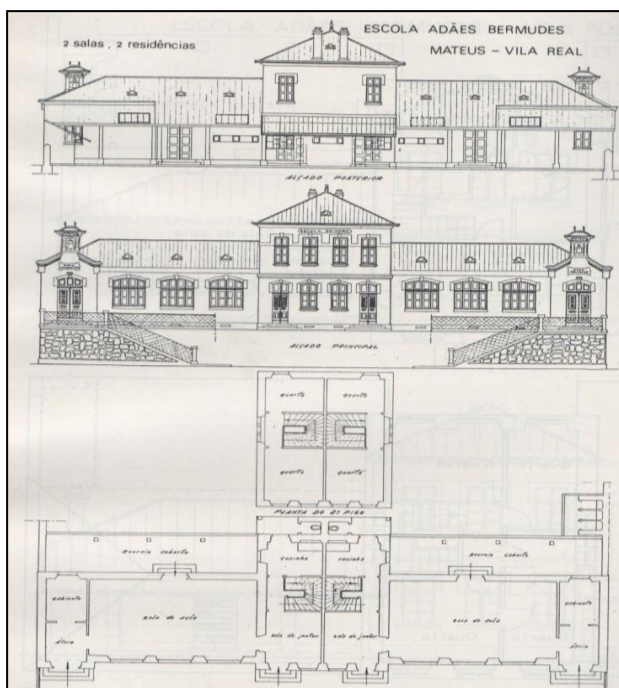 ESCOLA ADÃES BERMUDES
2 salas , 2 residências
MATEUS – VILA REAL
ALÇADO POSTERIOR
ESCOLA PRIMÁRIA
ALÇADO PRINCIPAL
quarto quarto
quarto quarto
PLANTA DO 2º PISO
recreio coberto cozinha cozinha recreio coberto
gabinete sala de aula sala de aula gabinete
sala de jantar sala de jantar
átrio átrio